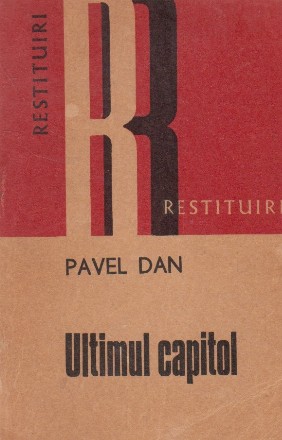 RESTITUIRI
R
RESTITUIRI
PAVEL DAN
Ultimul capitol